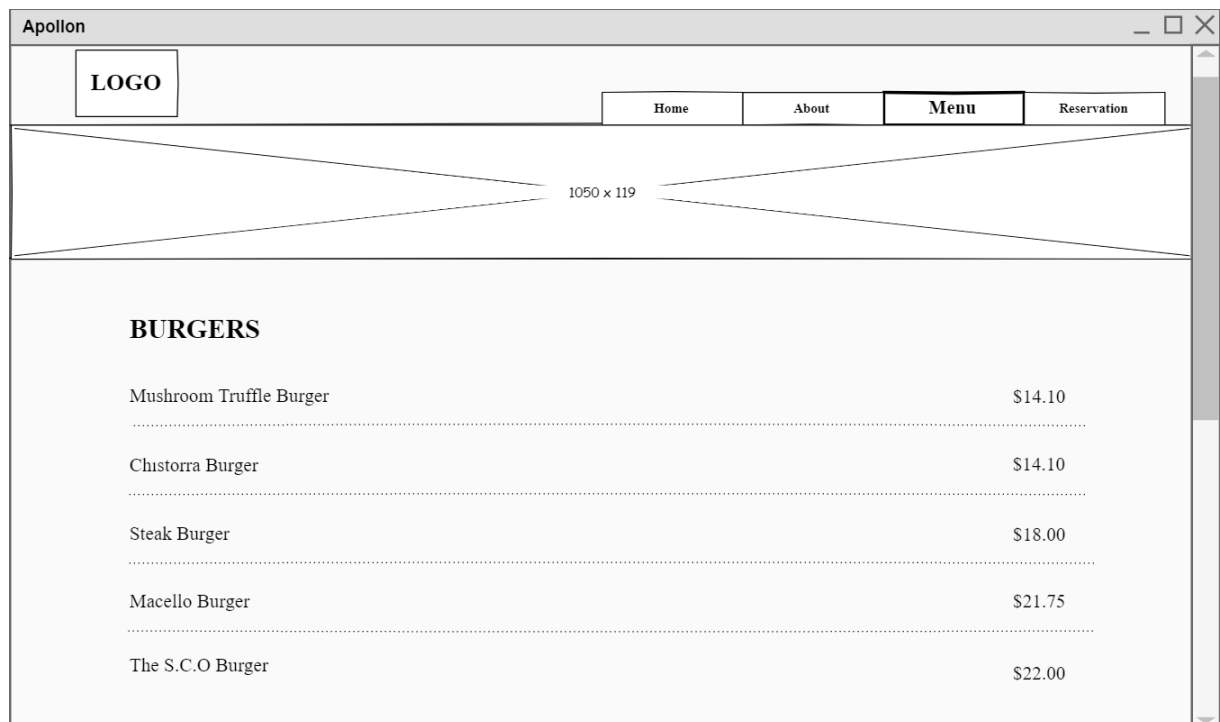 Apollon
LOGO
Home About Menu Reservation
1050 x 119
BURGERS
Mushroom Truffle Burger $14.10
Chistorra Burger $14.10
Steak Burger $18.00
Macello Burger $21.75
The S.C.O Burger $22.00